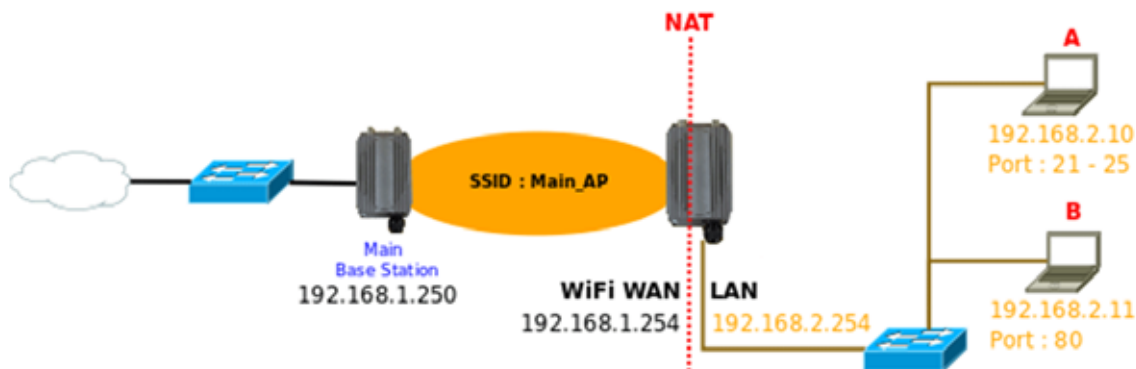 NAT
A
192.168.2.10
Port : 21 - 25
SSID : Main_AP
Main
Base Station
192.168.1.250
WiFi WAN
LAN
192.168.1.254
192.168.2.254
B
192.168.2.11
Port : 80